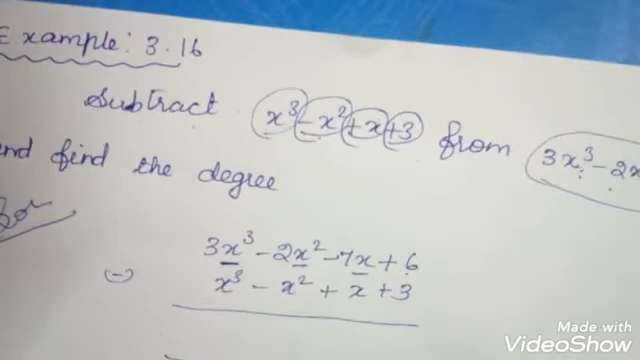 Example: 3.16
Subtract x³ - x² + x + 3 from 3x³ - 2x
and find the degree
Sol
3x³ - 2x² - 7x + 6
(-) x³ - x² + x + 3
Made with
VideoShow